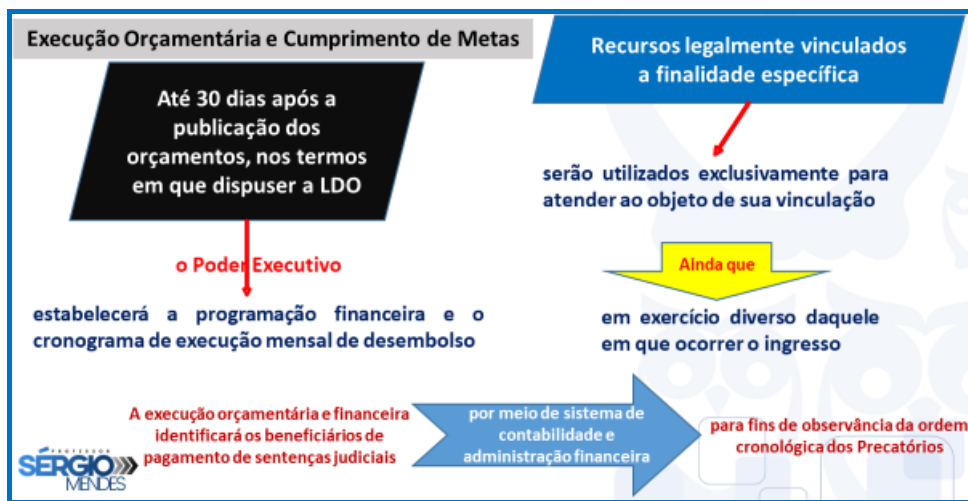 Execução Orçamentária e Cumprimento de Metas
Até 30 dias após a
publicação dos
orçamentos, nos termos
em que dispuser a LDO
o Poder Executivo
estabelecerá a programação financeira e o
cronograma de execução mensal de desembolso
Recursos legalmente vinculados
a finalidade específica
serão utilizados exclusivamente para
atender ao objeto de sua vinculação
Ainda que
em exercício diverso daquele
em que ocorrer o ingresso
A execução orçamentária e financeira
identificará os beneficiários de
pagamento de sentenças judiciais
por meio de sistema de
contabilidade e
administração financeira
para fins de observância da ordem
cronológica dos Precatórios
PROFESSOR
SÉRGIO
MENDES